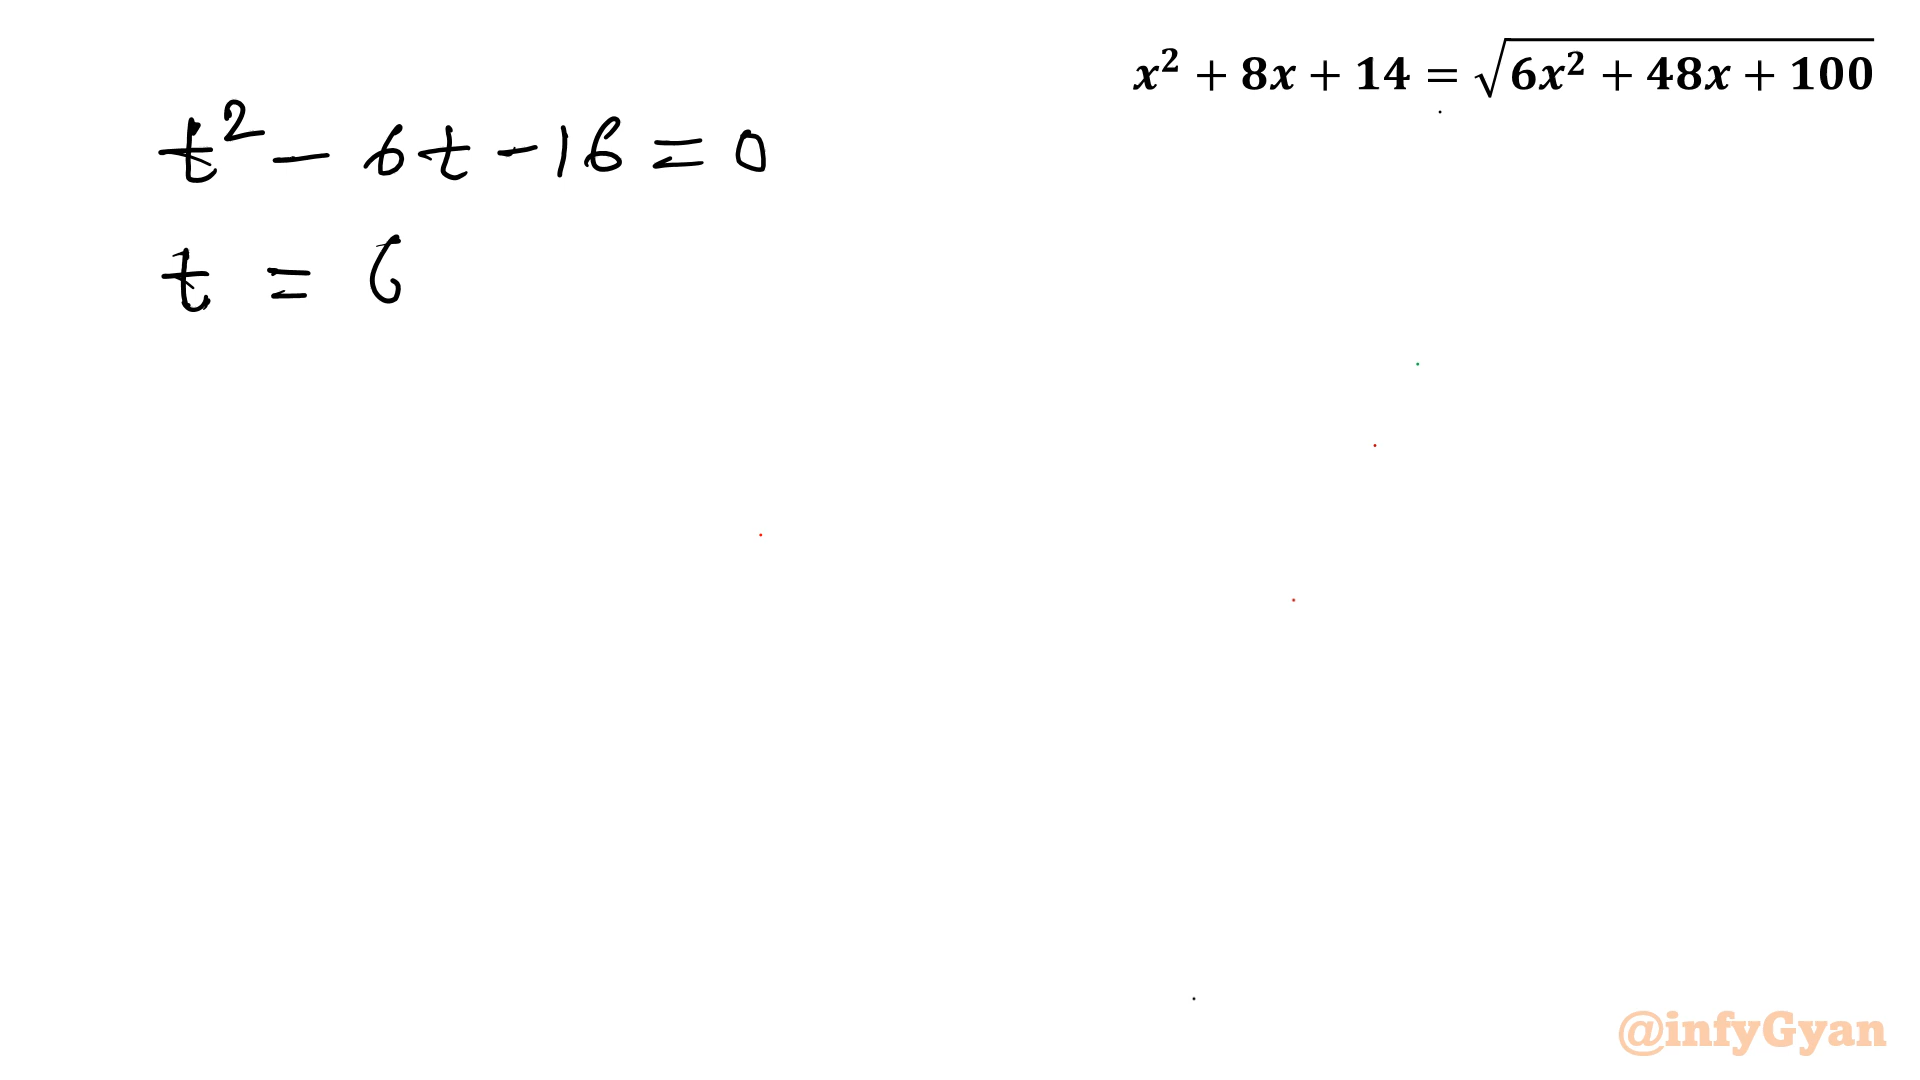 x² + 8x + 14 = √(6x² + 48x + 100)
t² - 6t - 16 = 0
t = 6
@infyGyan